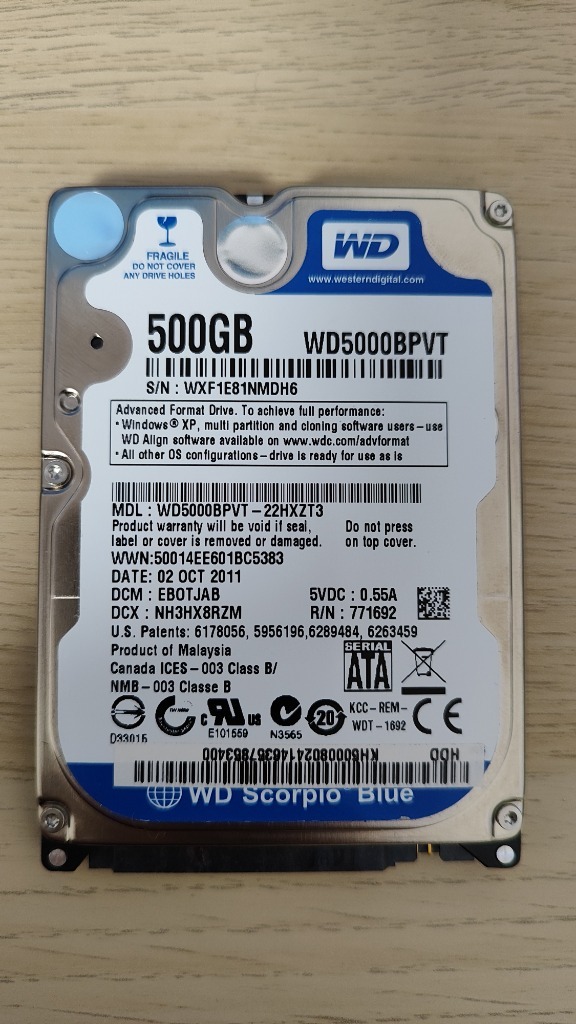 FRAGILE
DO NOT COVER
ANY DRIVE HOLES
WD
www.westerndigital.com
500GB WD5000BPVT
S/N : WXF1E81NMDH6
Advanced Format Drive. To achieve full performance:
• Windows® XP, multi partition and cloning software users – use
WD Align software available on www.wdc.com/advformat
• All other OS configurations – drive is ready for use as is
MDL : WD5000BPVT – 22HXZT3
Product warranty will be void if seal, Do not press
label or cover is removed or damaged. on top cover.
WWN:50014EE601BC5383
DATE: 02 OCT 2011
DCM : EBOTJAB 5VDC : 0.55A
DCX : NH3HX8RZM R/N : 771692
U.S. Patents: 6178056, 5956196,6289484, 6263459
Product of Malaysia
Canada ICES – 003 Class B/
NMB – 003 Classe B
SERIAL
ATA
D33015
c US
E101559
N3565
20
KCC – REM –
WDT – 1692
CE
HDD
WD Scorpio Blue